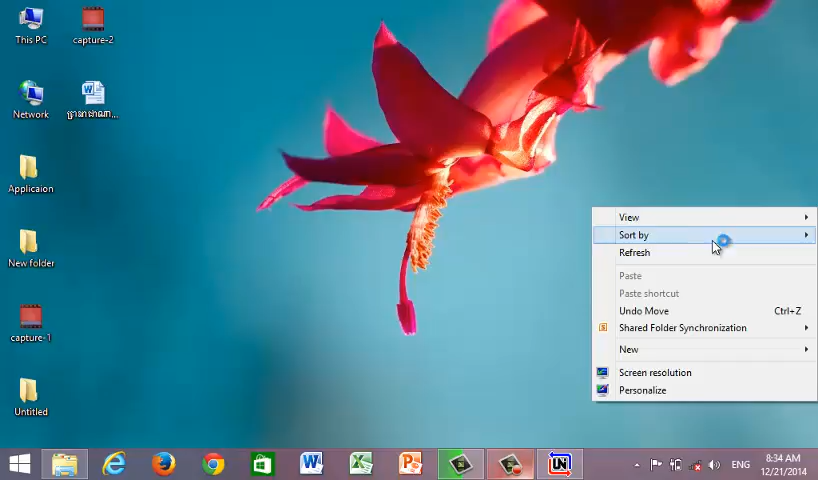 This PC
capture-2
Network
Applicaion
New folder
capture-1
Untitled
View
Sort by
Refresh
Paste
Paste shortcut
Undo Move Ctrl+Z
Shared Folder Synchronization
New
Screen resolution
Personalize
ENG
8:34 AM
12/21/2014